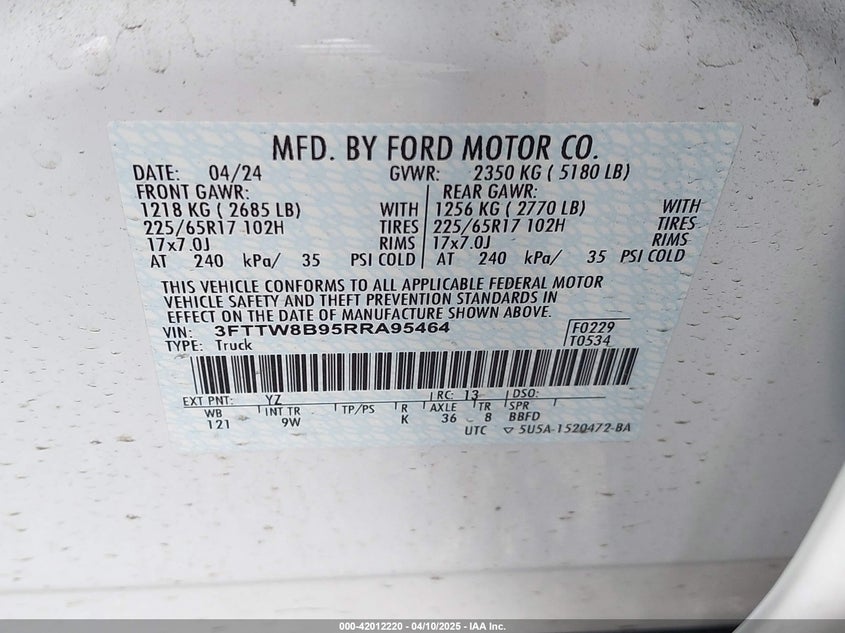 MFD. BY FORD MOTOR CO.
DATE: 04/24 GVWR: 2350 KG ( 5180 LB)
FRONT GAWR: REAR GAWR:
1218 KG ( 2685 LB) WITH 1256 KG ( 2770 LB) WITH
225/65R17 102H TIRES 225/65R17 102H TIRES
17x7.0J RIMS 17x7.0J RIMS
AT 240 kPa/ 35 PSI COLD AT 240 kPa/ 35 PSI COLD
THIS VEHICLE CONFORMS TO ALL APPLICABLE FEDERAL MOTOR
VEHICLE SAFETY AND THEFT PREVENTION STANDARDS IN
EFFECT ON THE DATE OF MANUFACTURE SHOWN ABOVE.
VIN: 3FTTW8B95RRA95464 F0229
TYPE: Truck T0534
EXT PNT: YZ RC: 13 DSO:
WB INT TR TP/PS R AXLE TR SPR
121 9W K 36 8 BBFD
UTC ▽ 5U5A-1520472-BA
000-42012220 - 04/10/2025 - IAA Inc.